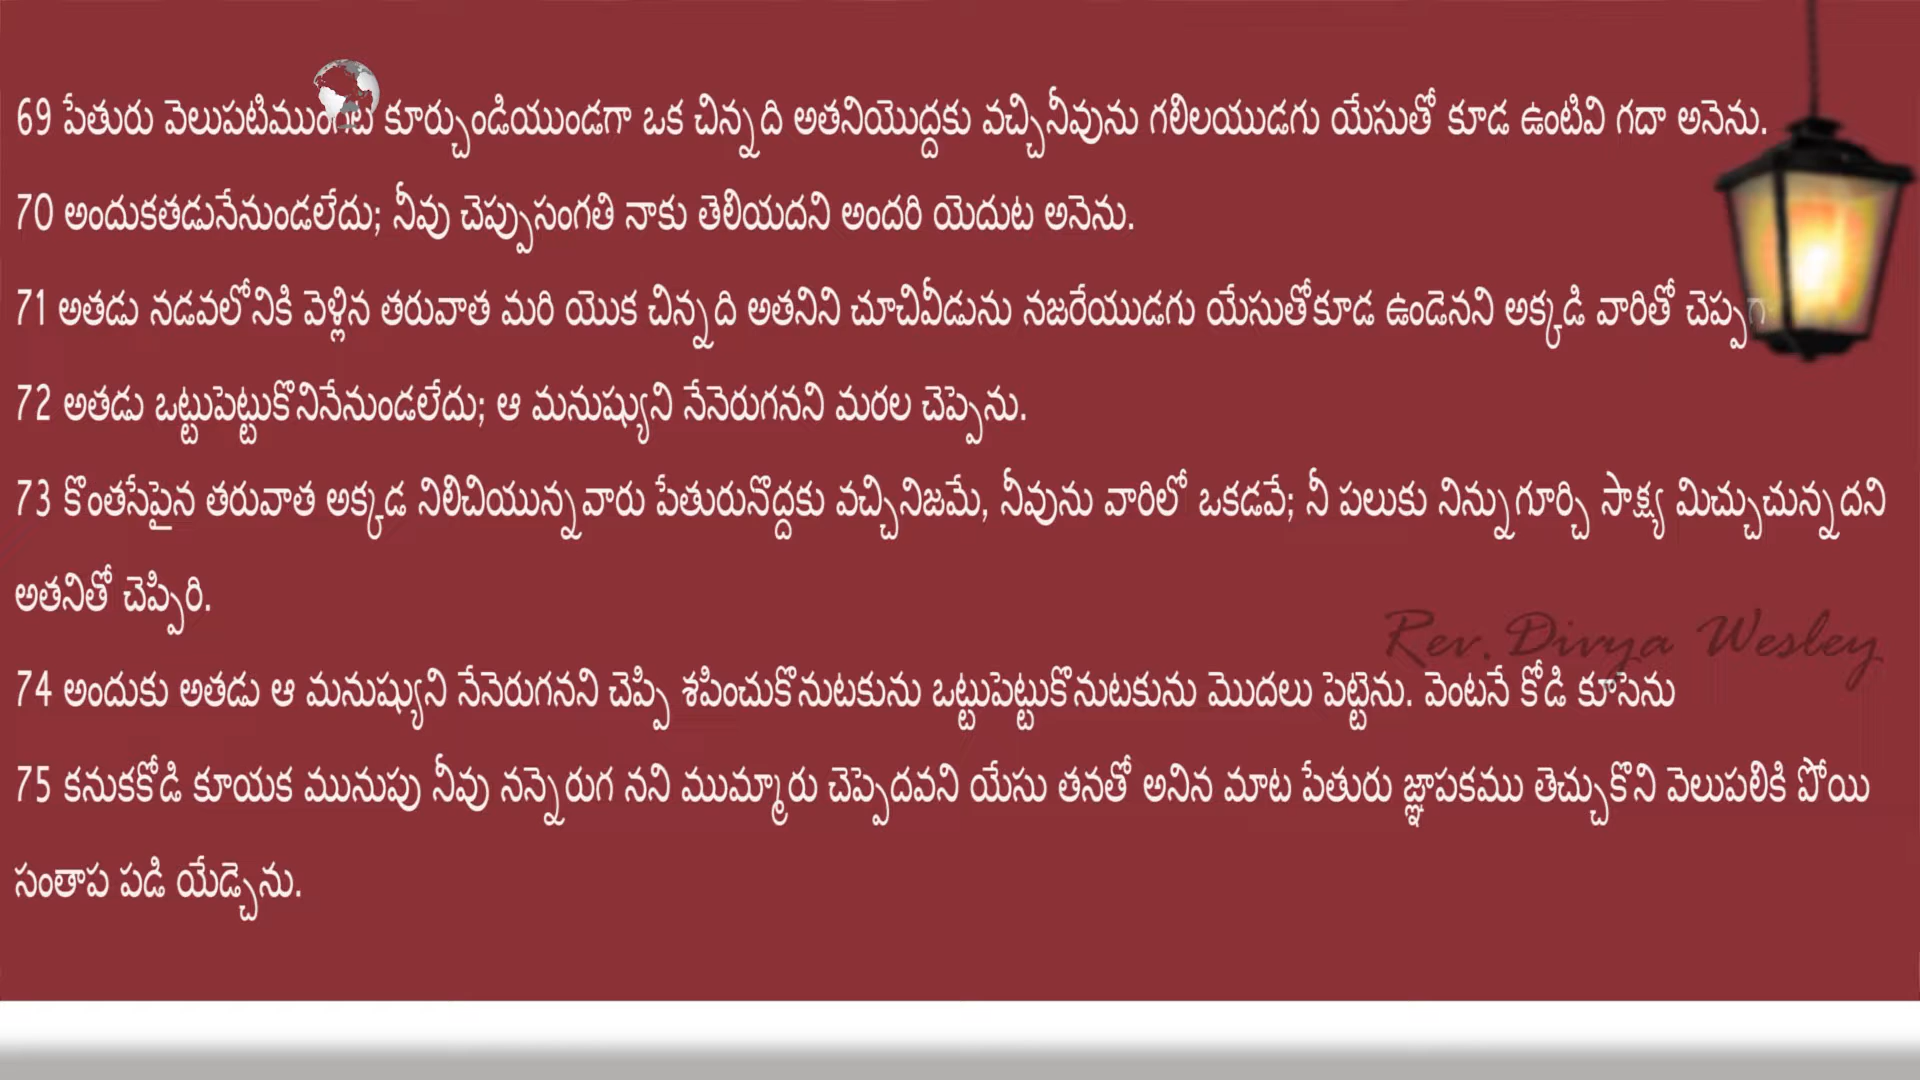 69 పేతురు వెలుపటిముంగిట కూర్చుండియుండగా ఒక చిన్నది అతనియొద్దకు వచ్చినీవును గలిలయుడగు యేసుతో కూడ ఉంటివి గదా అనెను.
70 అందుకతడునేనుండలేదు; నీవు చెప్పుసంగతి నాకు తెలియదని అందరి యెదుట అనెను.
71 అతడు నడవలోనికి వెళ్లిన తరువాత మరి యొక చిన్నది అతనిని చూచివీడును నజరేయుడగు యేసుతోకూడ ఉండెనని అక్కడి వారితో చెప్పగా
72 అతడు ఒట్టుపెట్టుకొనినేనుండలేదు; ఆ మనుష్యుని నేనెరుగనని మరల చెప్పెను.
73 కొంతసేపైన తరువాత అక్కడ నిలిచియున్నవారు పేతురునొద్దకు వచ్చినిజమే, నీవును వారిలో ఒకడవే; నీ పలుకు నిన్నుగూర్చి సాక్ష్య మిచ్చుచున్నదని
అతనితో చెప్పిరి.
Rev.Divya Wesley
74 అందుకు అతడు ఆ మనుష్యుని నేనెరుగనని చెప్పి శపించుకొనుటకును ఒట్టుపెట్టుకొనుటకును మొదలు పెట్టెను. వెంటనే కోడి కూసెను
75 కనుకకోడి కూయక మునుపు నీవు నన్నెరుగ నని ముమ్మారు చెప్పెదవని యేసు తనతో అనిన మాట పేతురు జ్ఞాపకము తెచ్చుకొని వెలుపలికి పోయి
సంతాప పడి యేడ్చెను.